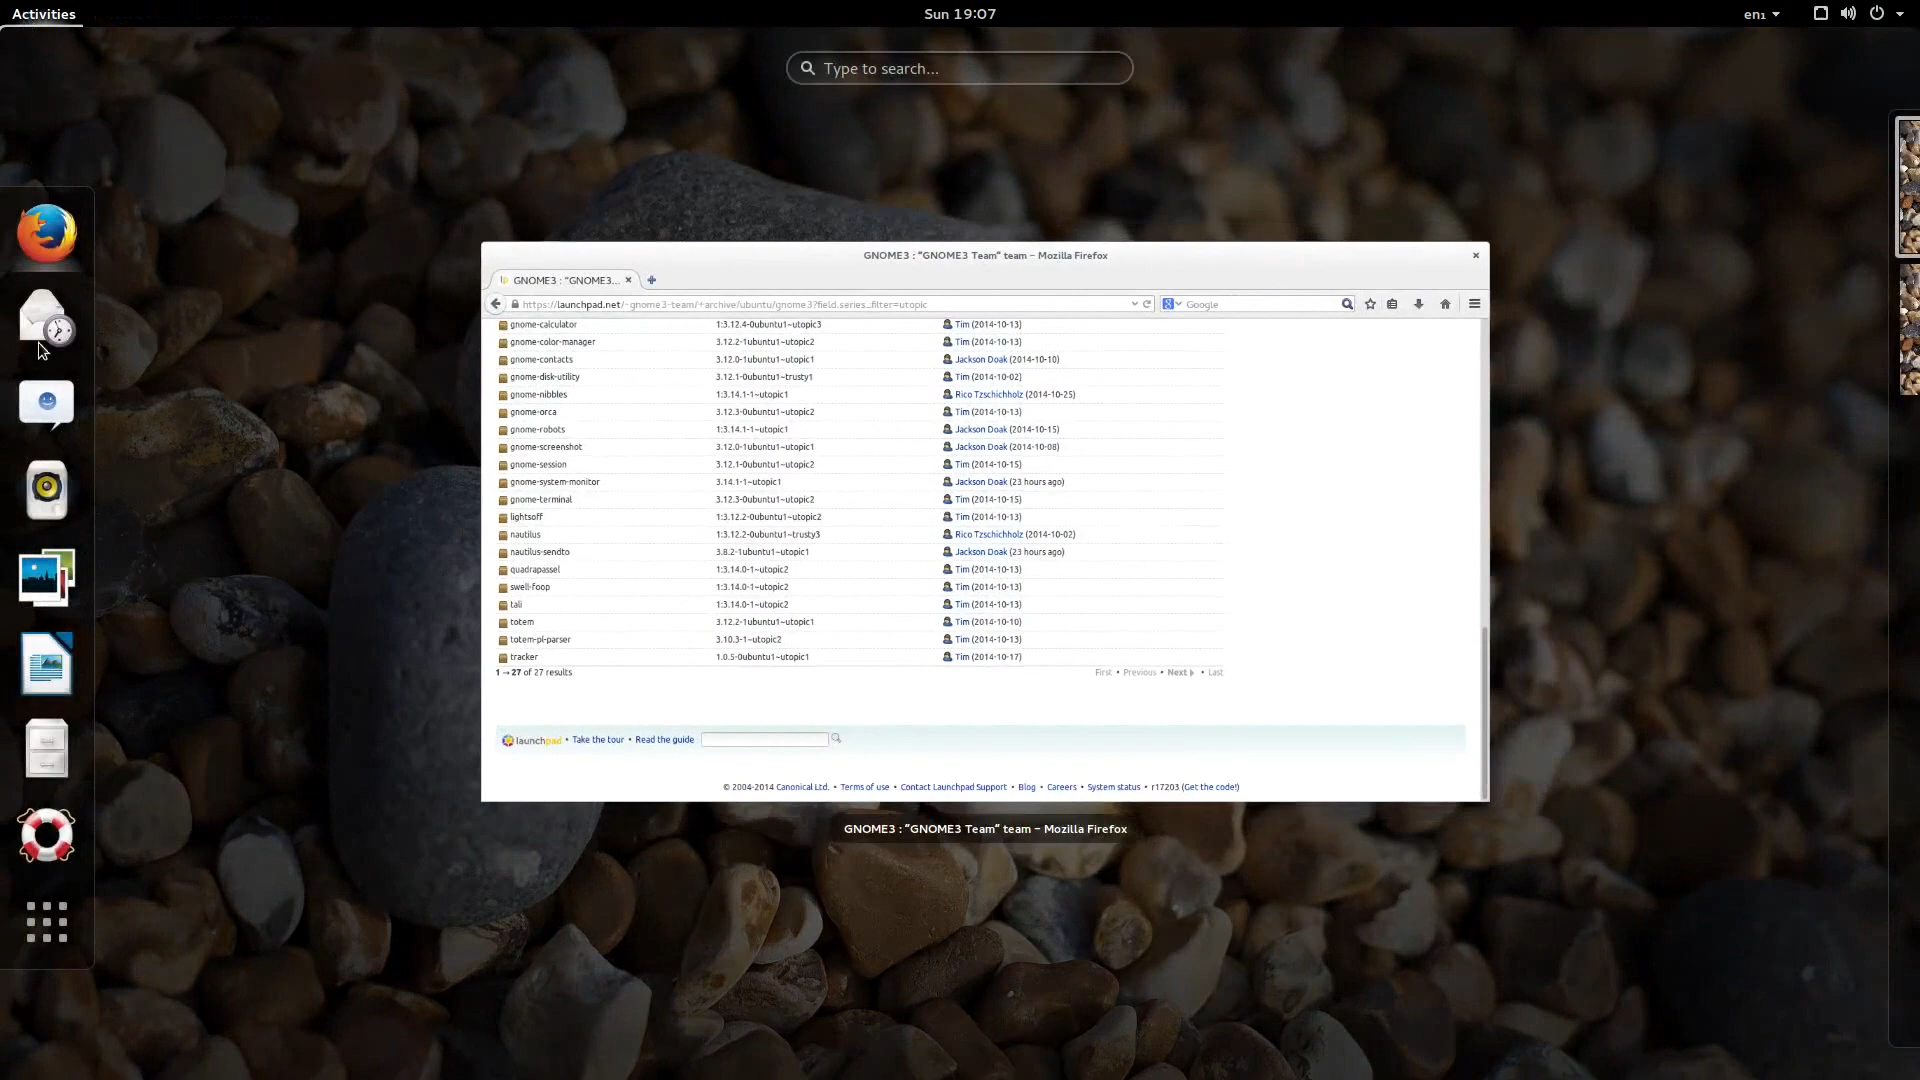 Activities
Sun 19:07
en₁
Type to search...
GNOME3 : “GNOME3 Team” team – Mozilla Firefox
GNOME3 : “GNOME3...
https://launchpad.net/~gnome3-team/+archive/ubuntu/gnome3?field.series_filter=utopic
Google
gnome-calculator 1:3.12.4-0ubuntu1~utopic3 Tim (2014-10-13)
gnome-color-manager 3.12.2-1ubuntu1~utopic2 Tim (2014-10-13)
gnome-contacts 3.12.0-1ubuntu1~utopic1 Jackson Doak (2014-10-10)
gnome-disk-utility 3.12.1-0ubuntu1~trusty1 Tim (2014-10-02)
gnome-nibbles 1:3.14.1-1~utopic1 Rico Tzschichholz (2014-10-25)
gnome-orca 3.12.3-0ubuntu1~utopic2 Tim (2014-10-13)
gnome-robots 1:3.14.1-1~utopic1 Jackson Doak (2014-10-15)
gnome-screenshot 3.12.0-1ubuntu1~utopic1 Jackson Doak (2014-10-08)
gnome-session 3.12.1-0ubuntu1~utopic2 Tim (2014-10-15)
gnome-system-monitor 3.14.1-1~utopic1 Jackson Doak (23 hours ago)
gnome-terminal 3.12.3-0ubuntu1~utopic2 Tim (2014-10-15)
lightsoff 1:3.12.2-0ubuntu1~utopic2 Tim (2014-10-13)
nautilus 1:3.12.2-0ubuntu1~trusty3 Rico Tzschichholz (2014-10-02)
nautilus-sendto 3.8.2-1ubuntu1~utopic1 Jackson Doak (23 hours ago)
quadrapassel 1:3.14.0-1~utopic2 Tim (2014-10-13)
swell-foop 1:3.14.0-1~utopic2 Tim (2014-10-13)
tali 1:3.14.0-1~utopic2 Tim (2014-10-13)
totem 3.12.2-1ubuntu1~utopic1 Tim (2014-10-10)
totem-pl-parser 3.10.3-1~utopic2 Tim (2014-10-13)
tracker 1.0.5-0ubuntu1~utopic1 Tim (2014-10-17)
1 → 27 of 27 results First • Previous • Next • Last
launchpad • Take the tour • Read the guide
© 2004-2014 Canonical Ltd. • Terms of use • Contact Launchpad Support • Blog • Careers • System status • r17203 (Get the code!)
GNOME3 : “GNOME3 Team” team – Mozilla Firefox